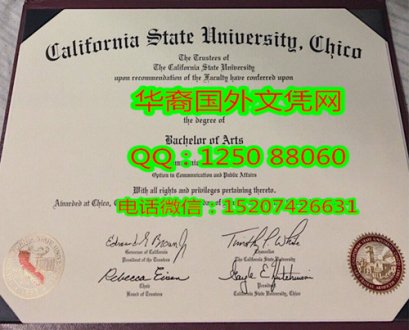 California State University, Chico
The Trustees of
The California State University
upon recommendation of the Faculty have conferred upon
华裔国外文凭网
the degree of
Bachelor of Arts
QQ：1250 88060
Option in Communication and Public Affairs
With all rights and privileges pertaining thereto.
Awarded at Chico,
电话微信：15207426631
Governor of California
President of the Trustees
The California State University
Chair
Board of Trustees
President
California State University